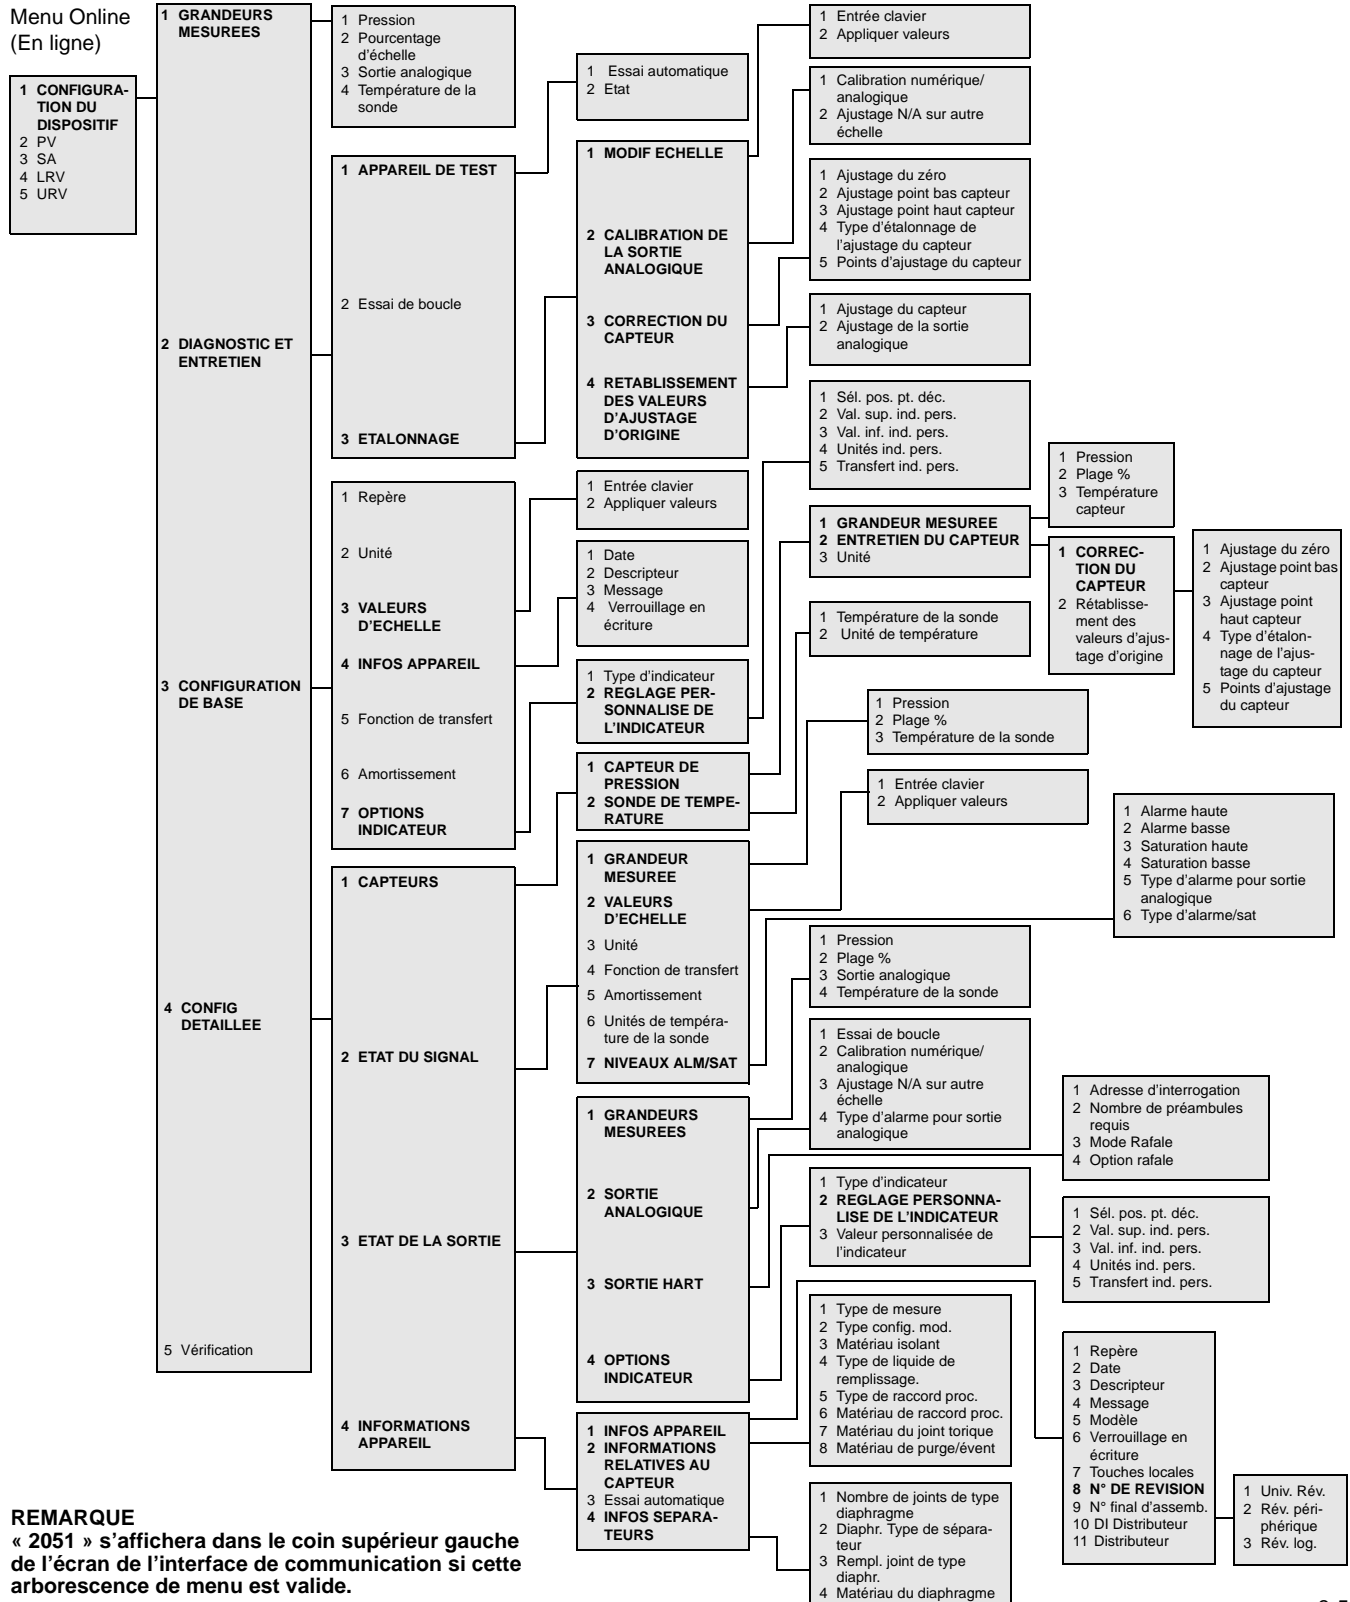 Menu Online
(En ligne)
1 CONFIGURA-
TION DU
DISPOSITIF
2 PV
3 SA
4 LRV
5 URV
1 GRANDEURS
MESUREES
2 DIAGNOSTIC ET
ENTRETIEN
3 CONFIGURATION
DE BASE
4 CONFIG
DETAILLEE
5 Vérification
1 Pression
2 Pourcentage
d'échelle
3 Sortie analogique
4 Température de la
sonde
1 APPAREIL DE TEST
2 Essai de boucle
3 ETALONNAGE
1 Repère
2 Unité
3 VALEURS
D'ECHELLE
4 INFOS APPAREIL
5 Fonction de transfert
6 Amortissement
7 OPTIONS
INDICATEUR
1 CAPTEURS
2 ETAT DU SIGNAL
3 ETAT DE LA SORTIE
4 INFORMATIONS
APPAREIL
1 Essai automatique
2 Etat
1 MODIF ECHELLE
2 CALIBRATION DE
LA SORTIE
ANALOGIQUE
3 CORRECTION DU
CAPTEUR
4 RETABLISSEMENT
DES VALEURS
D'AJUSTAGE
D'ORIGINE
1 Entrée clavier
2 Appliquer valeurs
1 Date
2 Descripteur
3 Message
4 Verrouillage en
écriture
1 Type d'indicateur
2 REGLAGE PER-
SONNALISE DE
L'INDICATEUR
1 CAPTEUR DE
PRESSION
2 SONDE DE TEMPE-
RATURE
1 GRANDEUR
MESUREE
2 VALEURS
D'ECHELLE
3 Unité
4 Fonction de transfert
5 Amortissement
6 Unités de tempéra-
ture de la sonde
7 NIVEAUX ALM/SAT
1 GRANDEURS
MESUREES
2 SORTIE
ANALOGIQUE
3 SORTIE HART
4 OPTIONS
INDICATEUR
1 INFOS APPAREIL
2 INFORMATIONS
RELATIVES AU
CAPTEUR
3 Essai automatique
4 INFOS SEPARA-
TEURS
1 Entrée clavier
2 Appliquer valeurs
1 Calibration numérique/
analogique
2 Ajustage N/A sur autre
échelle
1 Ajustage du zéro
2 Ajustage point bas capteur
3 Ajustage point haut capteur
4 Type d'étalonnage de
l'ajustage du capteur
5 Points d'ajustage du capteur
1 Ajustage du capteur
2 Ajustage de la sortie
analogique
1 Sél. pos. pt. déc.
2 Val. sup. ind. pers.
3 Val. inf. ind. pers.
4 Unités ind. pers.
5 Transfert ind. pers.
1 GRANDEUR MESUREE
2 ENTRETIEN DU CAPTEUR
3 Unité
1 Température de la sonde
2 Unité de température
1 Pression
2 Plage %
3 Température
capteur
1 CORREC-
TION DU
CAPTEUR
2 Rétablisse-
ment des
valeurs d'ajus-
tage d'origine
1 Ajustage du zéro
2 Ajustage point bas
capteur
3 Ajustage point
haut capteur
4 Type d'étalon-
nage de l'ajus-
tage du capteur
5 Points d'ajustage
du capteur
1 Pression
2 Plage %
3 Température de la sonde
1 Entrée clavier
2 Appliquer valeurs
1 Alarme haute
2 Alarme basse
3 Saturation haute
4 Saturation basse
5 Type d'alarme pour sortie
analogique
6 Type d'alarme/sat
1 Pression
2 Plage %
3 Sortie analogique
4 Température de la sonde
1 Essai de boucle
2 Calibration numérique/
analogique
3 Ajustage N/A sur autre
échelle
4 Type d'alarme pour sortie
analogique
1 Adresse d'interrogation
2 Nombre de préambules
requis
3 Mode Rafale
4 Option rafale
1 Type d'indicateur
2 REGLAGE PERSONNA-
LISE DE L'INDICATEUR
3 Valeur personnalisée de
l'indicateur
1 Sél. pos. pt. déc.
2 Val. sup. ind. pers.
3 Val. inf. ind. pers.
4 Unités ind. pers.
5 Transfert ind. pers.
1 Type de mesure
2 Type config. mod.
3 Matériau isolant
4 Type de liquide de
remplissage.
5 Type de raccord proc.
6 Matériau de raccord proc.
7 Matériau du joint torique
8 Matériau de purge/évent
1 Repère
2 Date
3 Descripteur
4 Message
5 Modèle
6 Verrouillage en
écriture
7 Touches locales
8 N° DE REVISION
9 N° final d'assemb.
10 DI Distributeur
11 Distributeur
1 Univ. Rév.
2 Rév. péri-
phérique
3 Rév. log.
1 Nombre de joints de type
diaphragme
2 Diaphr. Type de sépara-
teur
3 Rempl. joint de type
diaphr.
4 Matériau du diaphragme
REMARQUE
« 2051 » s'affichera dans le coin supérieur gauche
de l'écran de l'interface de communication si cette
arborescence de menu est valide.